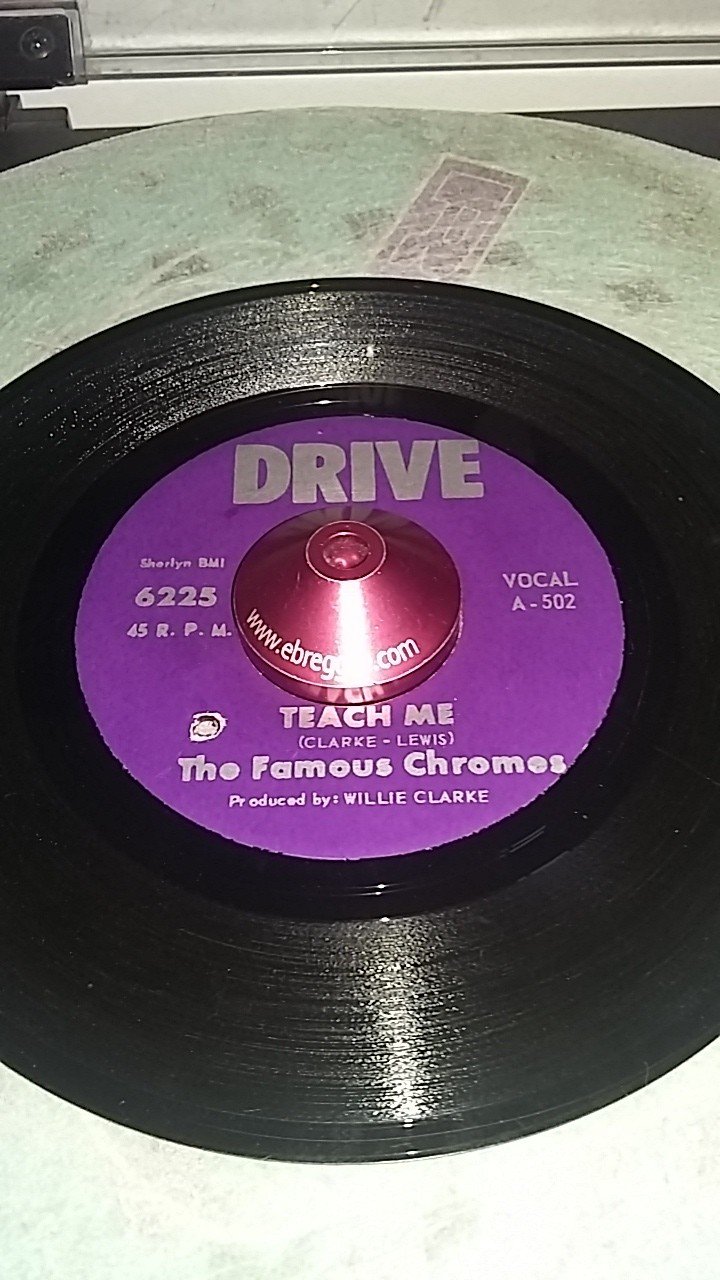 DRIVE
Sherlyn BMI
6225
45 R. P. M.
VOCAL
A-502
TEACH ME
(CLARKE - LEWIS)
The Famous Chromes
Produced by: WILLIE CLARKE